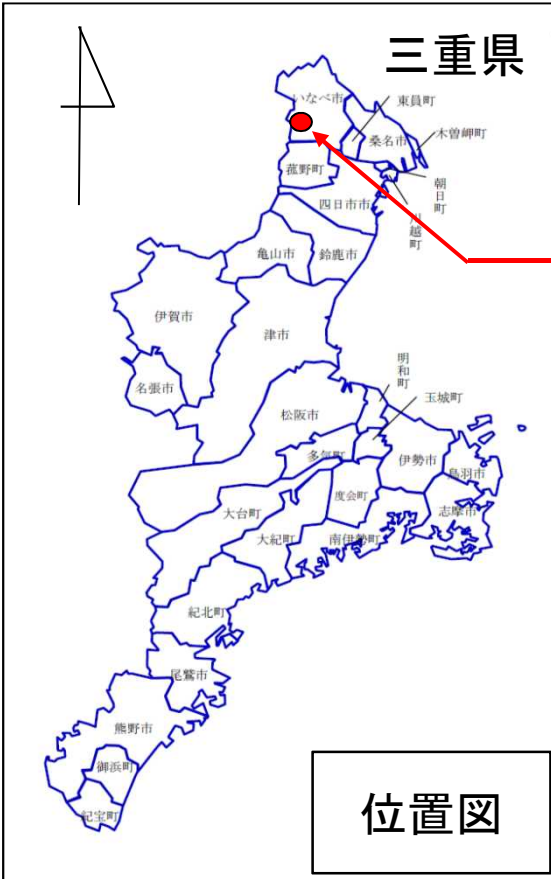 三重県
いなべ市
東員町
桑名市
木曽岬町
菰野町
朝日町
四日市市
川越町
亀山市
鈴鹿市
伊賀市
津市
明和町
名張市
玉城町
松阪市
多気町
伊勢市
鳥羽市
度会町
大台町
志摩市
大紀町
南伊勢町
紀北町
尾鷲市
熊野市
御浜町
紀宝町
位置図